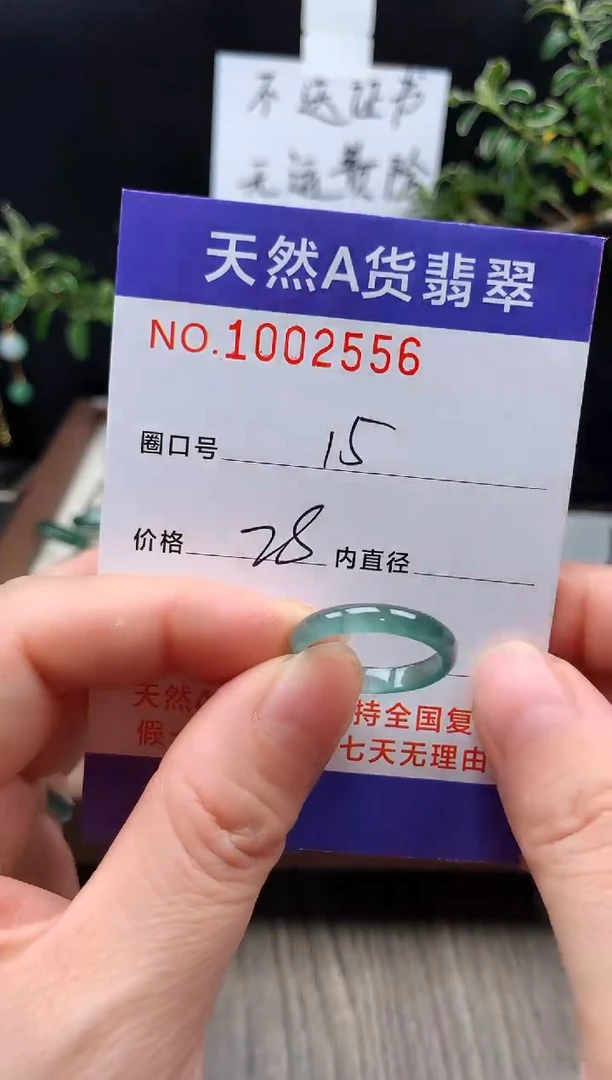 不送证书
无运费险
天然A货翡翠
NO.1002556
圈口号 15
价格 28 内直径
天然 持全国复
假一 七天无理由